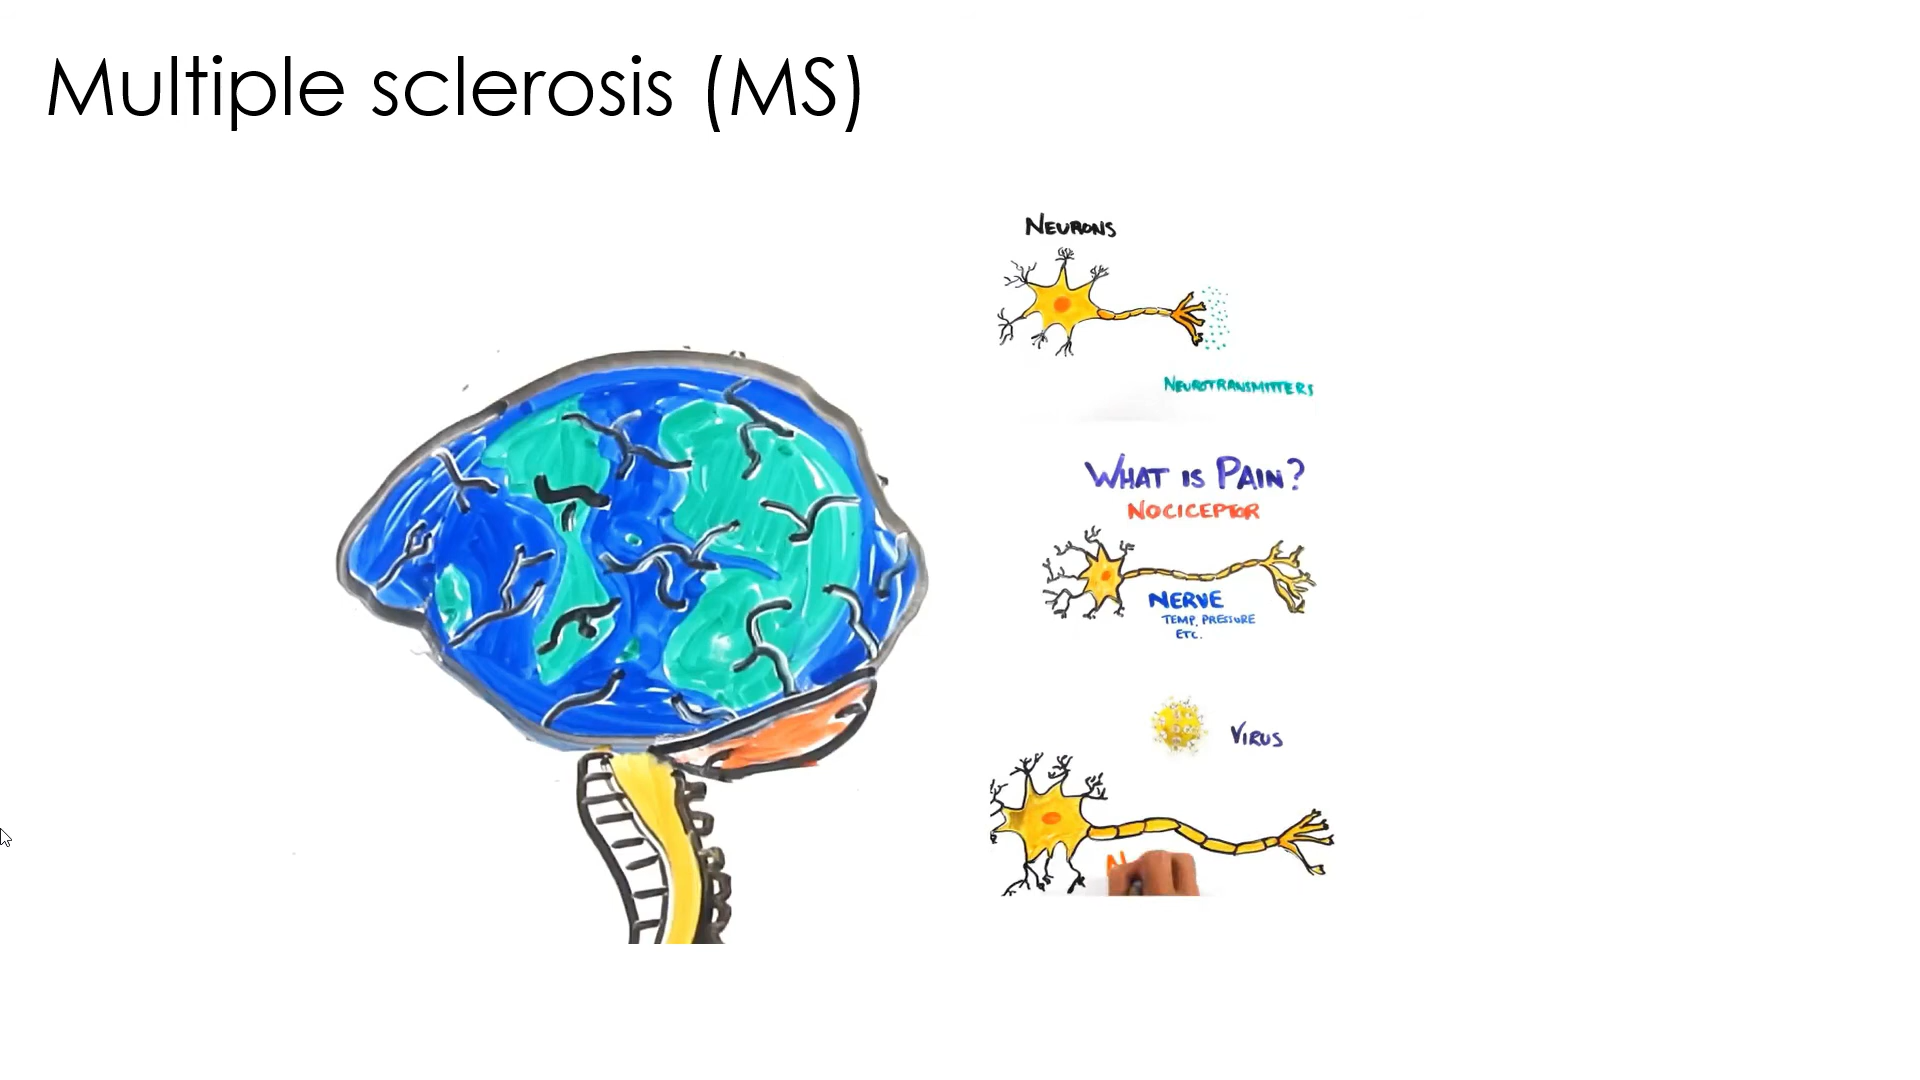 Multiple sclerosis (MS)
NEURONS
NEUROTRANSMITTERS
WHAT IS PAIN?
NOCICEPTOR
NERVE
TEMP, PRESSURE
ETC.
VIRUS
N